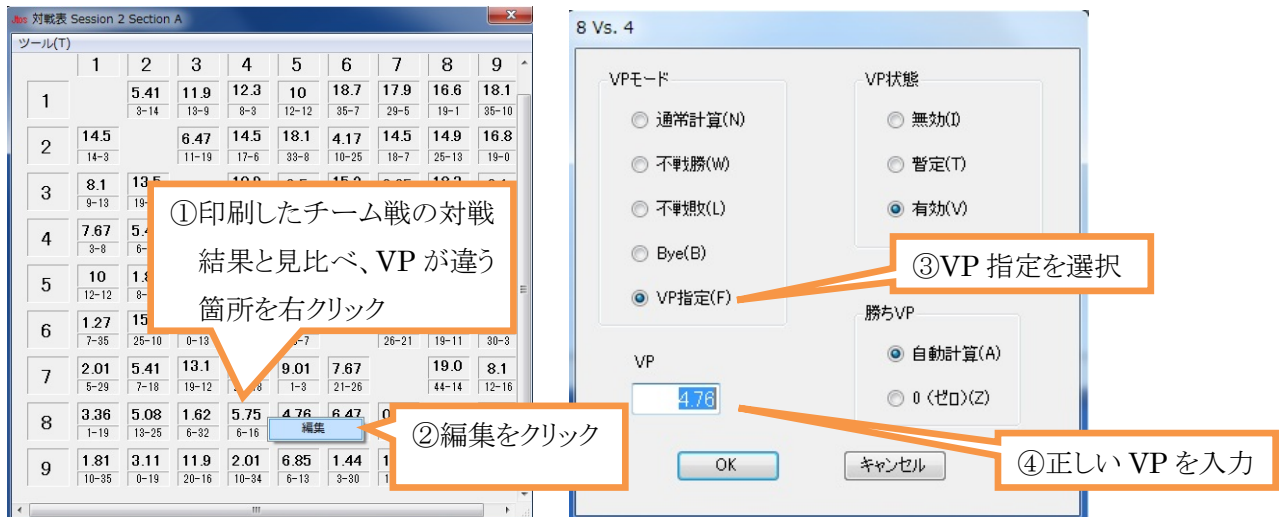 Jtos 対戦表 Session 2 Section A
ツール(T)
1 2 3 4 5 6 7 8 9
1 5.41 11.9 12.3 10 18.7 17.9 16.6 18.1
3-14 13-9 8-3 12-12 35-7 29-5 19-1 35-10
2 14.5 6.47 14.5 18.1 4.17 14.5 14.9 16.8
14-3 11-19 17-6 33-8 10-25 18-7 25-13 19-0
3 8.1
9-13
4 7.67
3-8
5 10
12-12
6 1.27
7-35 25-10 0-13 26-21 19-11 30-3
7 2.01 5.41 13.1 9.01 7.67 19.0 8.1
5-29 7-18 19-12 1-3 21-26 44-14 12-16
8 3.36 5.08 1.62 5.75 4.76 6.47
1-19 13-25 6-32 6-16 編集
9 1.81 3.11 11.9 2.01 6.85 1.44
10-35 0-19 20-16 10-34 6-13 3-30
①印刷したチーム戦の対戦
結果と見比べ、VP が違う
箇所を右クリック
②編集をクリック
8 Vs. 4
VPモード
通常計算(N)
不戦勝(W)
不戦敗(L)
Bye(B)
VP指定(F)
VP
4.76
VP状態
無効(I)
暫定(T)
有効(V)
③VP 指定を選択
勝ちVP
自動計算(A)
0 (ゼロ)(Z)
OK
キャンセル
④正しい VP を入力